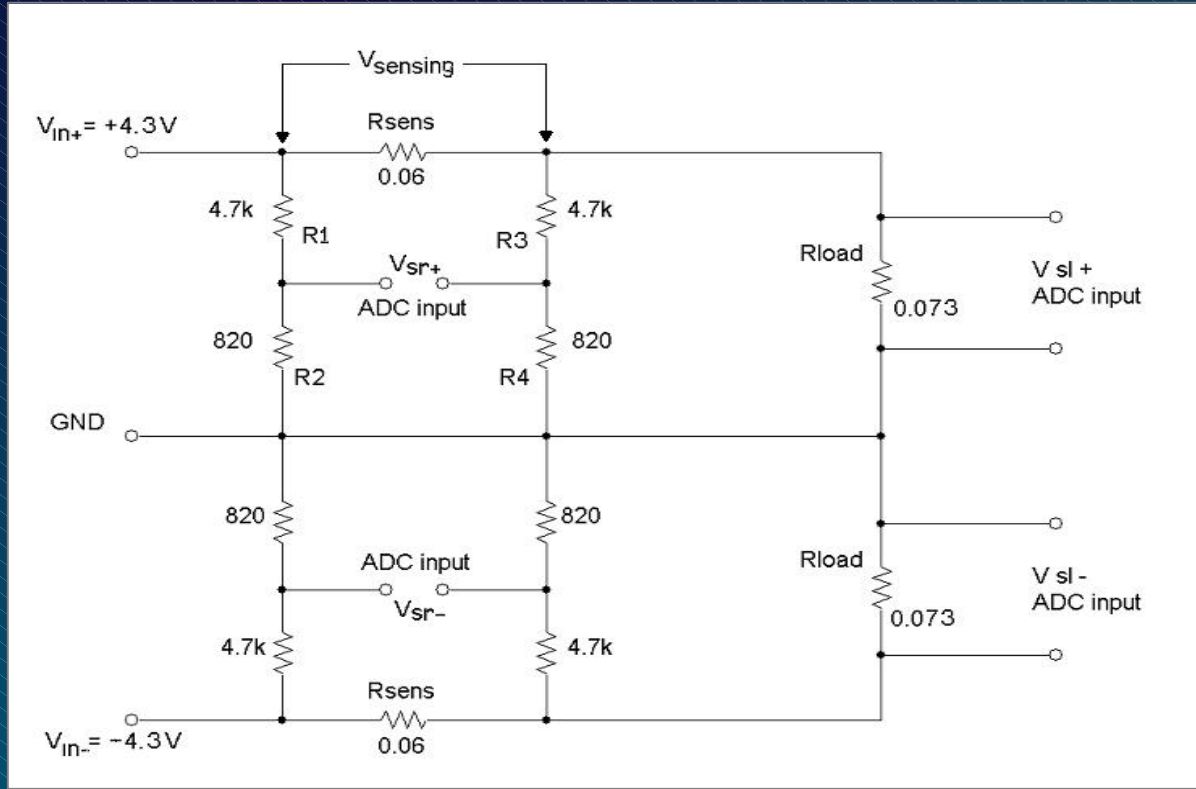 Vsensing
Vin+= +4.3V
Rsens
0.06
4.7k
4.7k
R1
R3
Vsr+
ADC input
Rload
0.073
V sl +
ADC input
820
820
R2
R4
GND
820
820
ADC input
Vsr-
Rload
0.073
V sl -
ADC input
4.7k
4.7k
Rsens
0.06
Vin-= -4.3V